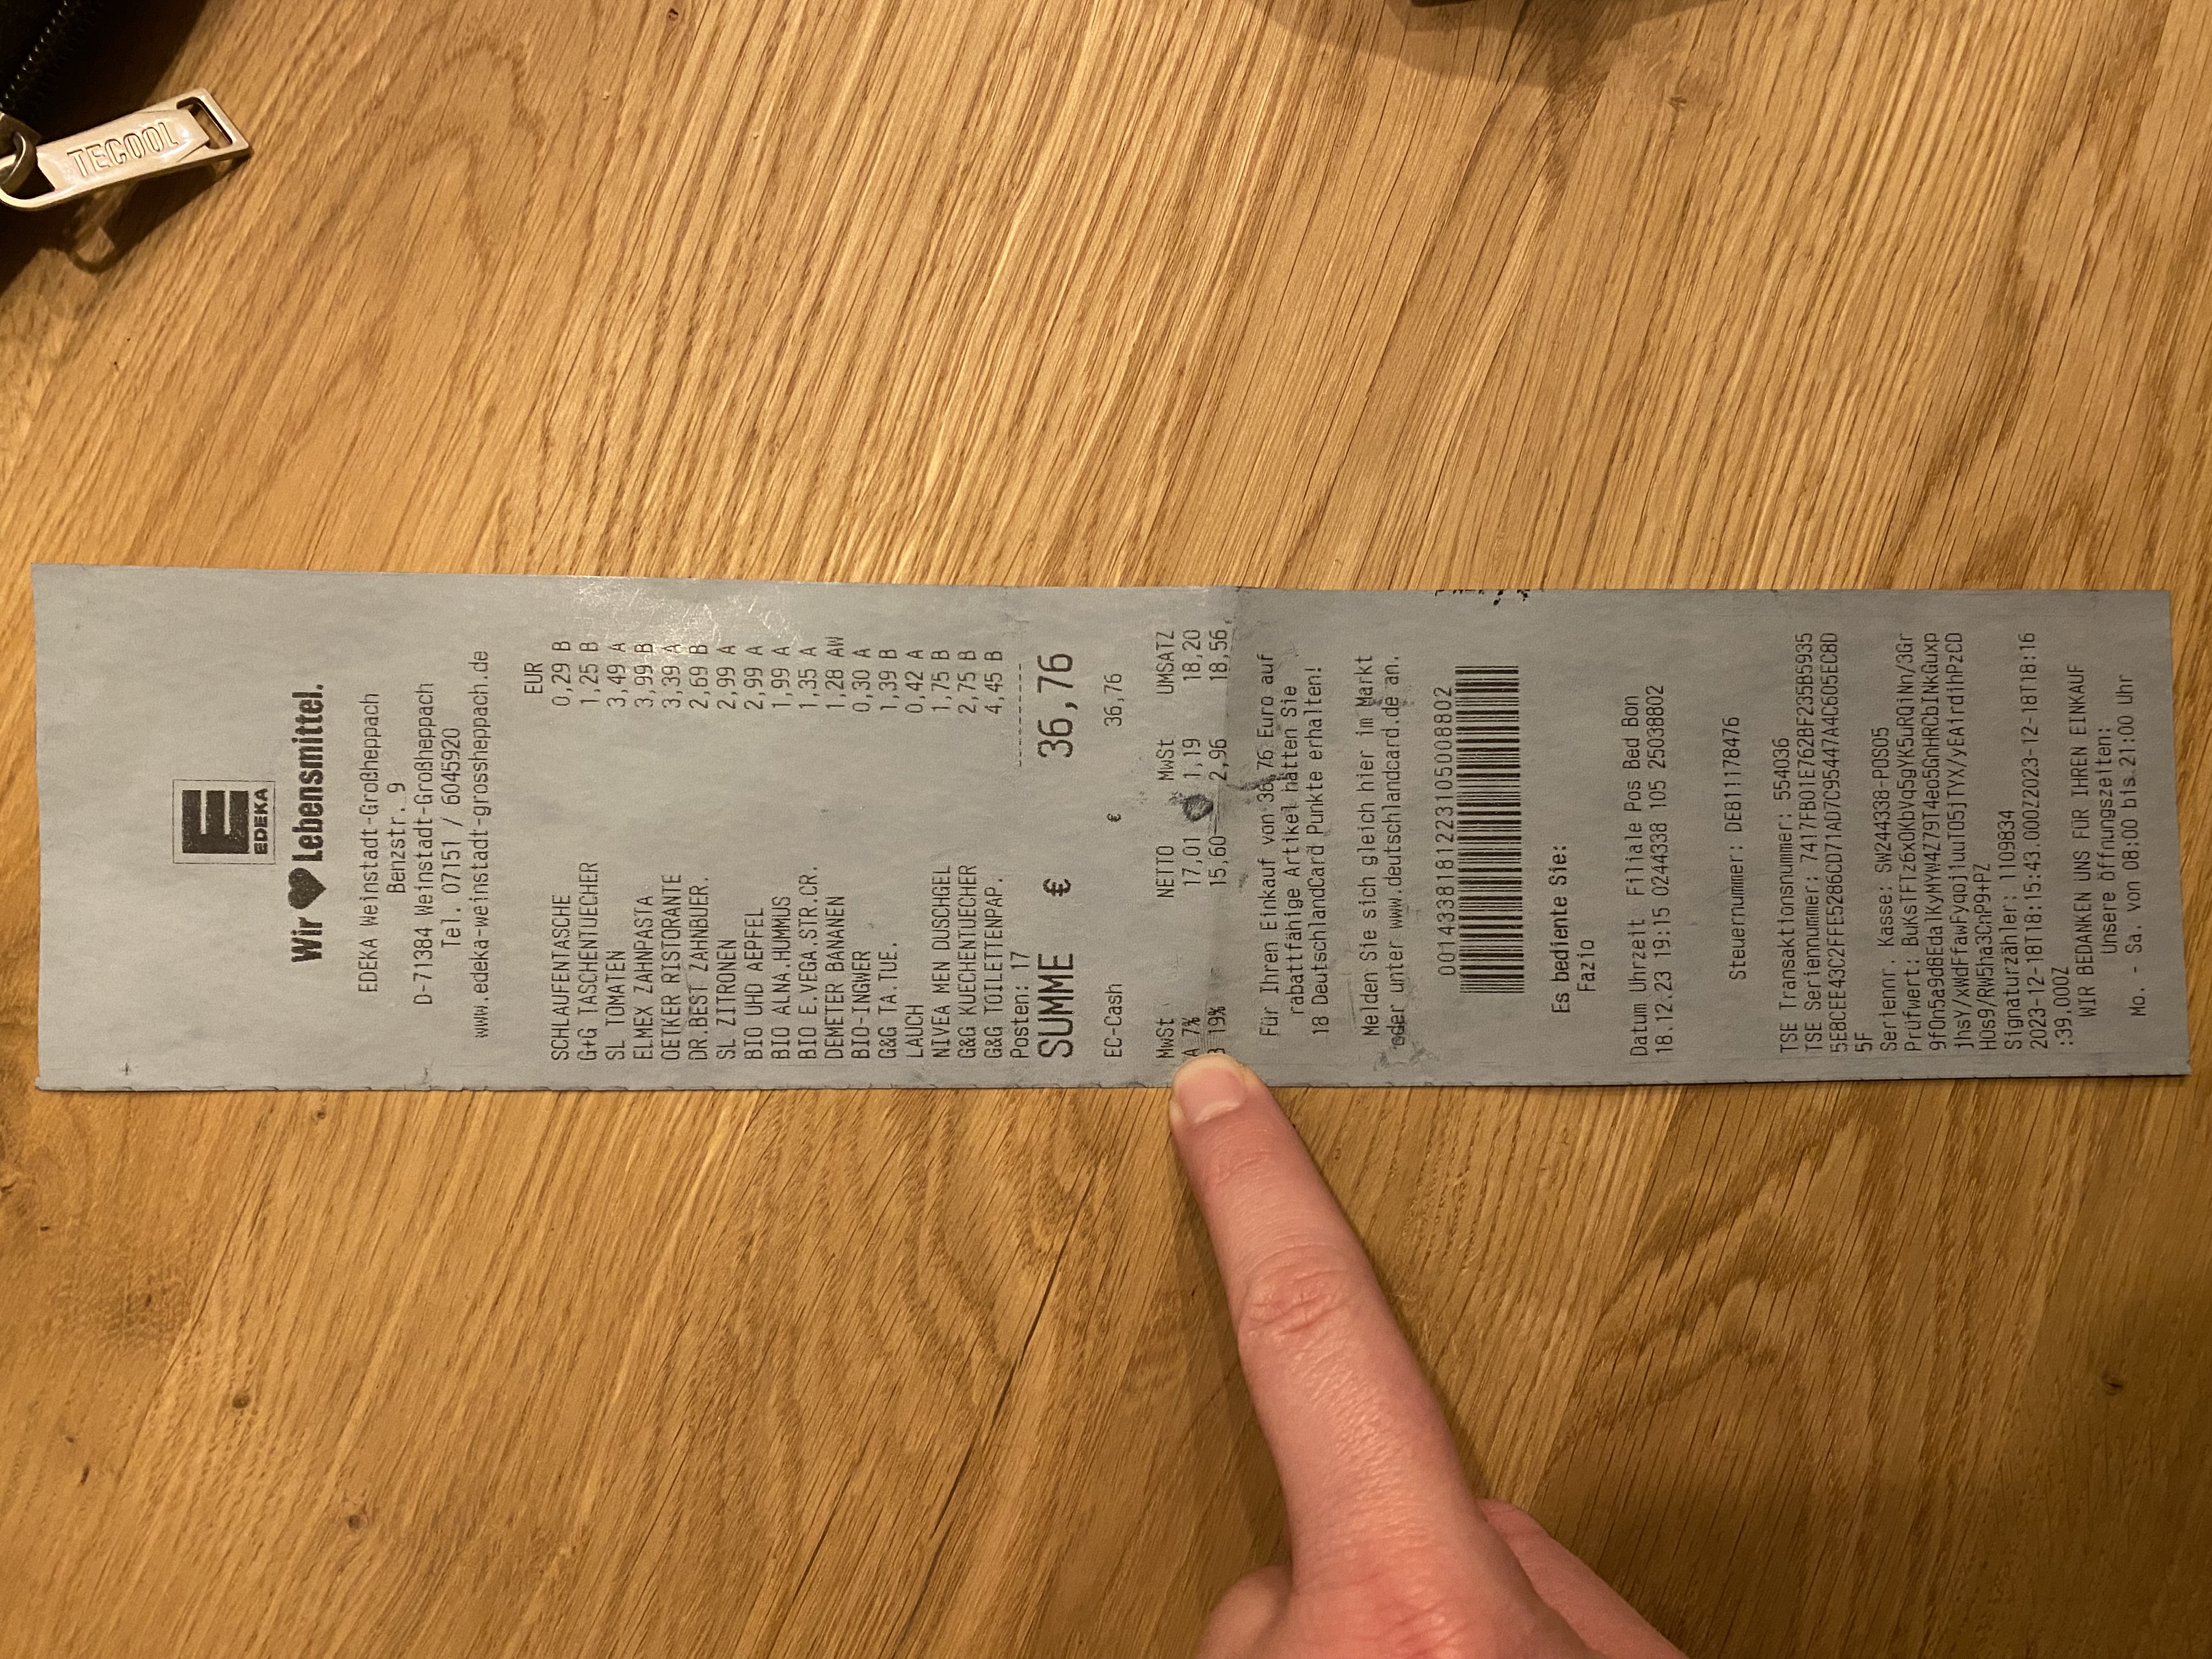 TECOOL
EDEKA
Wir ♥ Lebensmittel.
EDEKA Weinstadt-Großheppach
Benzstr. 9
D-71384 Weinstadt-Großheppach
Tel. 07151 / 6045920
www.edeka-weinstadt-grossheppach.de
EUR
SCHLAUFENTASCHE 0,29 B
G+G TASCHENTUECHER 1,25 B
SL TOMATEN 3,49 A
ELMEX ZAHNPASTA 3,99 B
OETKER RISTORANTE 3,39 A
DR.BEST ZAHNBUER. 2,69 B
SL ZITRONEN 2,99 A
BIO UHD AEPFEL 2,99 A
BIO ALNA.HUMMUS 1,99 A
BIO E.VEGA.STR.CR. 1,35 A
DEMETER BANANEN 1,28 AW
BIO-INGWER 0,30 A
G&G TA.TUE. 1,39 B
LAUCH 0,42 A
NIVEA MEN DUSCHGEL 1,75 B
G&G KUECHENTUECHER 2,75 B
G&G TOILETTENPAP. 4,45 B
Posten: 17 ----------
SUMME € 36,76
EC-Cash € 36,76
MwSt NETTO MwSt UMSATZ
A 7% 17,01 1,19 18,20
B 19% 15,60 2,96 18,56
Für Ihren Einkauf von 36,76 Euro auf
rabattfähige Artikel hätten Sie
18 DeutschlandCard Punkte erhalten!
Melden Sie sich gleich hier im Markt
oder unter www.deutschlandcard.de an.
0014338181223105008802
Es bediente Sie:
Fazio
Datum Uhrzeit Filiale Pos Bed Bon
18.12.23 19:15 0244338 105 25038802
Steuernummer: DE811178476
TSE Transaktionsnummer: 554036
TSE Seriennummer: 7417FB01E762BF235B5935
5E8CEE43C2FFE5286CD71AD7C95447A4C605EC8D
5F
Seriennr. Kasse: SW244338-POS05
Prüfwert: BuKsTFTz6xOKbVq5gYK5uRQiNn/3Gr
9fOn5a9d8EdalKyMYW4Z79T4eo5GnHRCbINkGuxp
jhsY/xWdFfawFyqoj1uuTO5jTYX/yEAirdihPzCD
HOs9/RW5ha3CnP9+PZ
Signaturzähler: 1109834
2023-12-18T18:15:43.000Z2023-12-18T18:16
:39.000Z
WIR BEDANKEN UNS FÜR IHREN EINKAUF
Unsere Öffnungszeiten:
Mo. - Sa. von 08:00 bis 21:00 Uhr